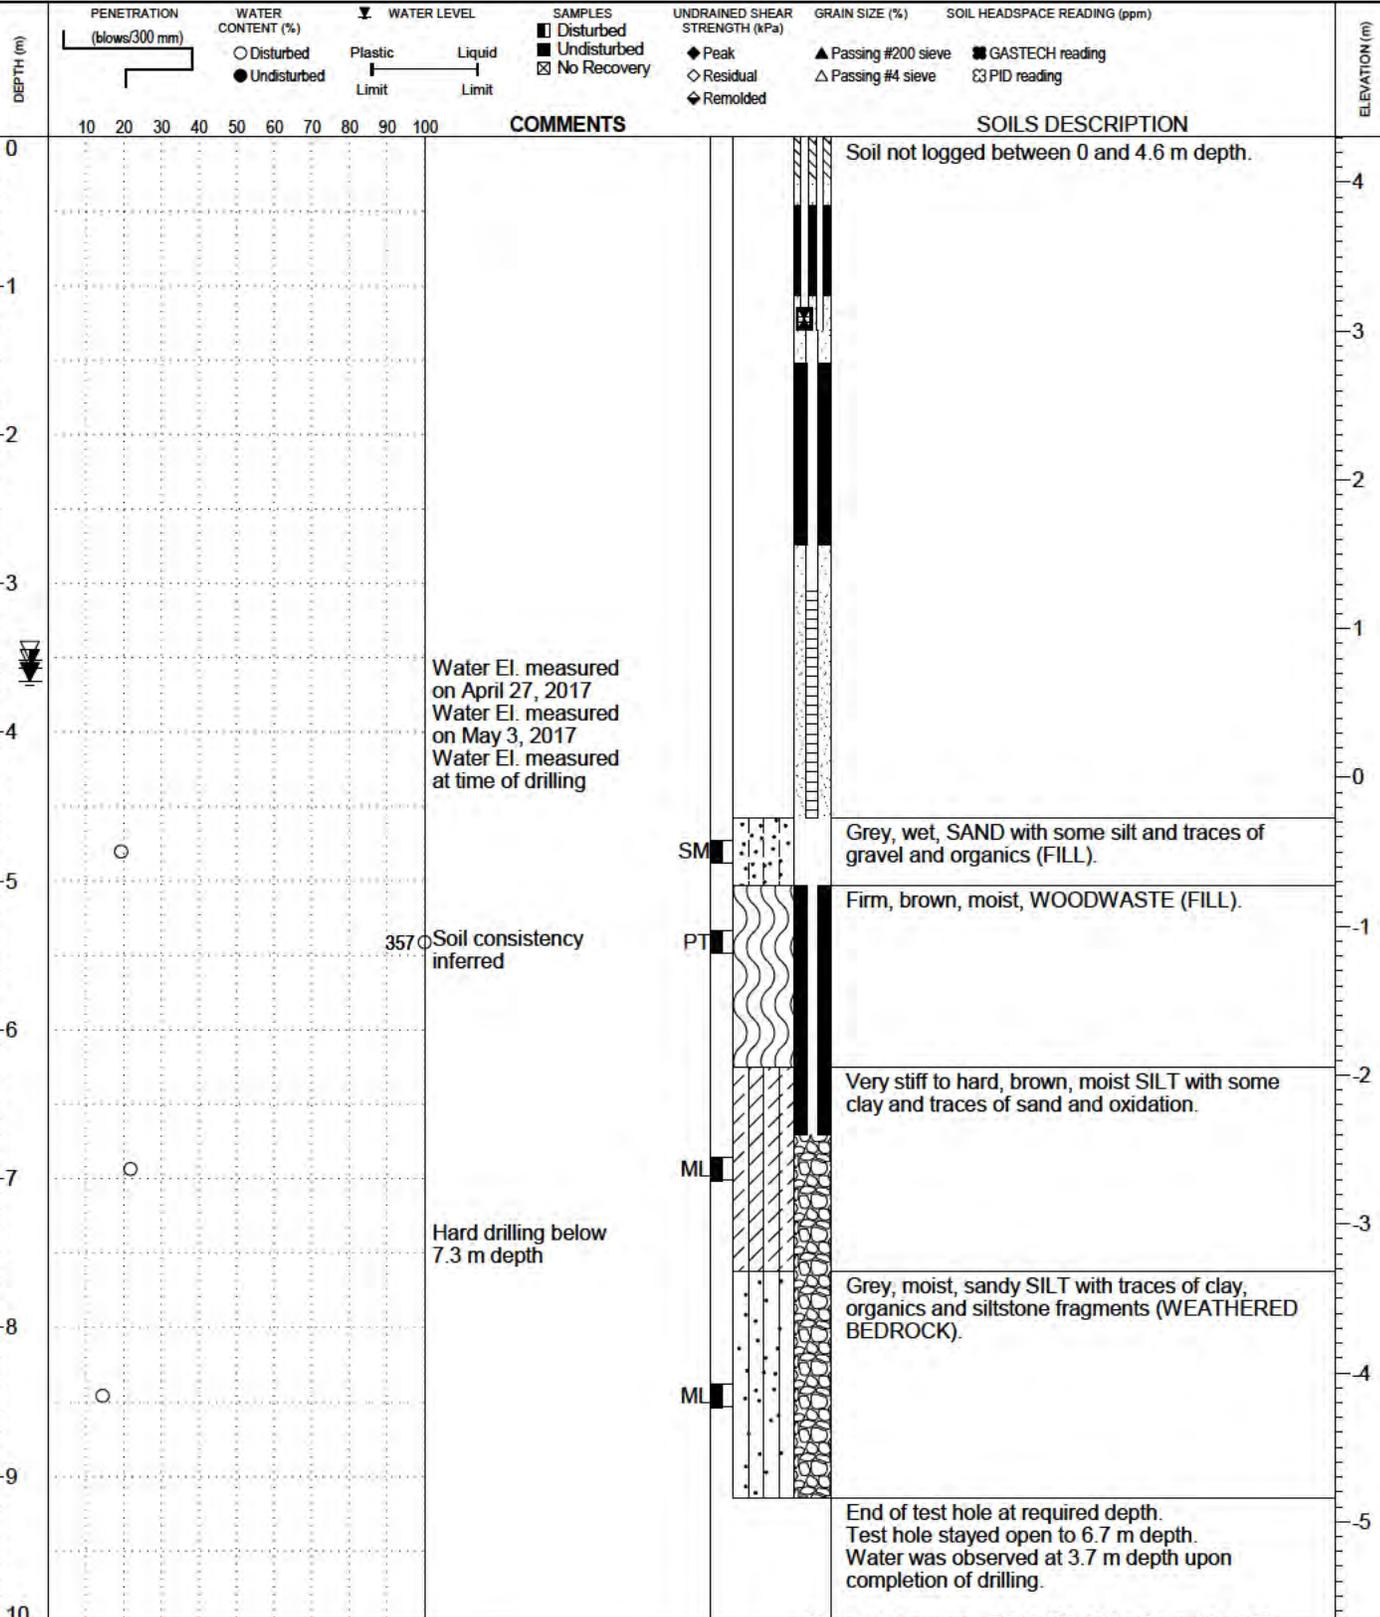 PENETRATION
(blows/300 mm)
WATER
CONTENT (%)
Disturbed
Undisturbed
WATER LEVEL
Plastic
Limit
Liquid
Limit
SAMPLES
Disturbed
Undisturbed
No Recovery
UNDRAINED SHEAR
STRENGTH (kPa)
Peak
Residual
Remolded
GRAIN SIZE (%)
Passing #200 sieve
Passing #4 sieve
SOIL HEADSPACE READING (ppm)
GASTECH reading
PID reading
DEPTH (m)
ELEVATION (m)
10 20 30 40 50 60 70 80 90 100
COMMENTS
SOILS DESCRIPTION
0
Soil not logged between 0 and 4.6 m depth.
4
1
3
2
2
3
1
Water El. measured
on April 27, 2017
Water El. measured
on May 3, 2017
Water El. measured
at time of drilling
4
0
SM
Grey, wet, SAND with some silt and traces of
gravel and organics (FILL).
5
Firm, brown, moist, WOODWASTE (FILL).
-1
357
Soil consistency
inferred
PT
6
-2
Very stiff to hard, brown, moist SILT with some
clay and traces of sand and oxidation.
7
ML
Hard drilling below
7.3 m depth
-3
Grey, moist, sandy SILT with traces of clay,
organics and siltstone fragments (WEATHERED
BEDROCK).
8
-4
ML
9
End of test hole at required depth.
Test hole stayed open to 6.7 m depth.
Water was observed at 3.7 m depth upon
completion of drilling.
-5
10